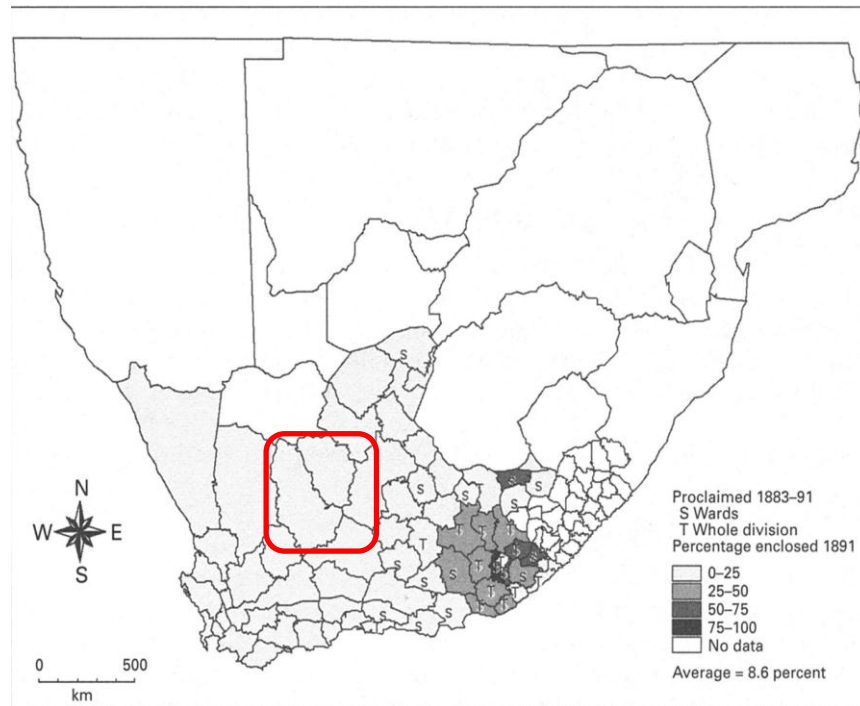 N
W E
S
0 500
km
Proclaimed 1883–91
S Wards
T Whole division
Percentage enclosed 1891
0–25
25–50
50–75
75–100
No data
Average = 8.6 percent
S
T
S
S
S
S
S
T
S
S
S
S
S
S
S
T
S
T
T